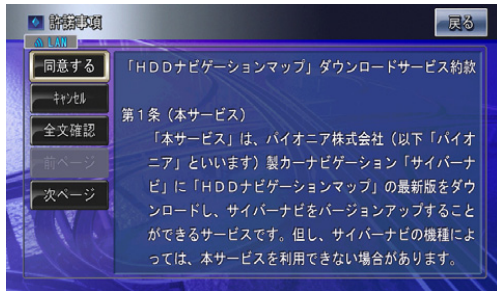 許諾事項
戻る
LAN
同意する
キャンセル
全文確認
前ページ
次ページ
「HDDナビゲーションマップ」ダウンロードサービス約款
第1条（本サービス）
「本サービス」は、パイオニア株式会社（以下「パイオ
ニア」といいます）製カーナビゲーション「サイバーナ
ビ」に「HDDナビゲーションマップ」の最新版をダウ
ンロードし、サイバーナビをバージョンアップすること
ができるサービスです。但し、サイバーナビの機種によ
っては、本サービスを利用できない場合があります。